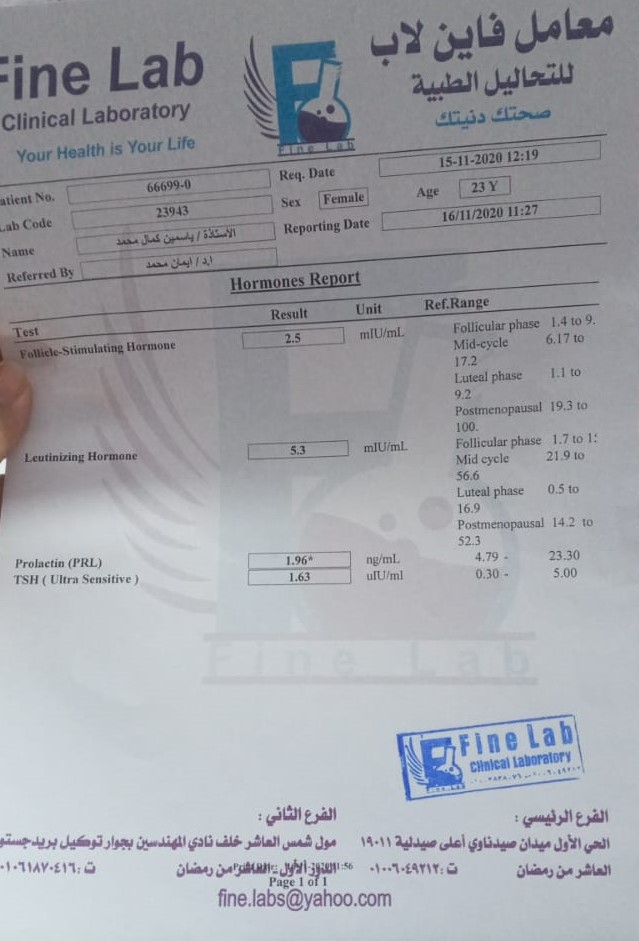 Fine Lab
Clinical Laboratory
Your Health is Your Life
Fine Lab
معامل فاين لاب
للتحاليل الطبية
صحتك دنيتك
atient No. 66699-0 Req. Date 15-11-2020 12:19
Lab Code 23943 Sex Female Age 23 Y
Name الأستاذة / ياسمين كمال محمد Reporting Date 16/11/2020 11:27
Referred By ا.د / ايمان محمد
Hormones Report
Test Result Unit Ref.Range
Follicle-Stimulating Hormone 2.5 mIU/mL Follicular phase 1.4 to 9.
Mid-cycle 6.17 to
17.2
Luteal phase 1.1 to
9.2
Postmenopausal 19.3 to
100.
Leutinizing Hormone 5.3 mIU/mL Follicular phase 1.7 to 1
Mid cycle 21.9 to
56.6
Luteal phase 0.5 to
16.9
Postmenopausal 14.2 to
52.3
Prolactin (PRL) 1.96* ng/mL 4.79 - 23.30
TSH ( Ultra Sensitive ) 1.63 uIU/ml 0.30 - 5.00
Fine Lab
Fine Lab
Clinical Laboratory
الفرع الرئيسي :
الحي الأول ميدان صيدناوي أعلى صيدلية ١٩٠١١
العاشر من رمضان ت : ٠١٠٠٦٠٤٩٢١٢
الفرع الثاني :
مول شمس العاشر خلف نادي المهندسين بجوار توكيل بريدجستو
الدور الأول - العاشر من رمضان ت : ٠١٠٦١٨٧٠٤١٦
Page 1 of 1
fine.labs@yahoo.com